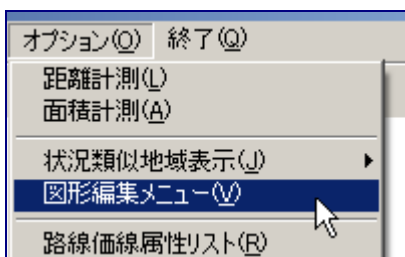 オプション(O) 終了(Q)
距離計測(L)
面積計測(A)
状況類似地域表示(J)
図形編集メニュー(V)
路線価線属性リスト(R)